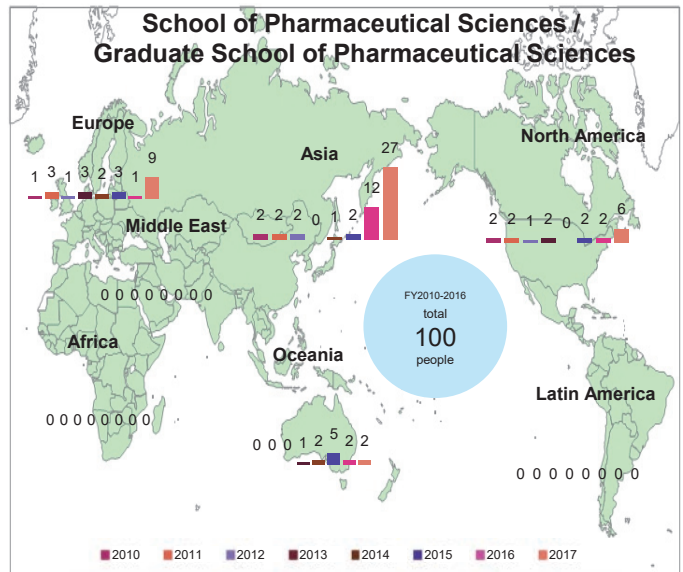 School of Pharmaceutical Sciences /
Graduate School of Pharmaceutical Sciences
Europe
1 3 1 3 2 3 1 9
Asia
2 2 2 0 1 2 12 27
North America
2 2 1 2 0 2 2 6
Middle East
0 0 0 0 0 0 0 0
FY2010-2016
total
100
people
Africa
0 0 0 0 0 0 0 0
Oceania
0 0 0 1 2 5 2 2
Latin America
0 0 0 0 0 0 0 0
2010 2011 2012 2013 2014 2015 2016 2017